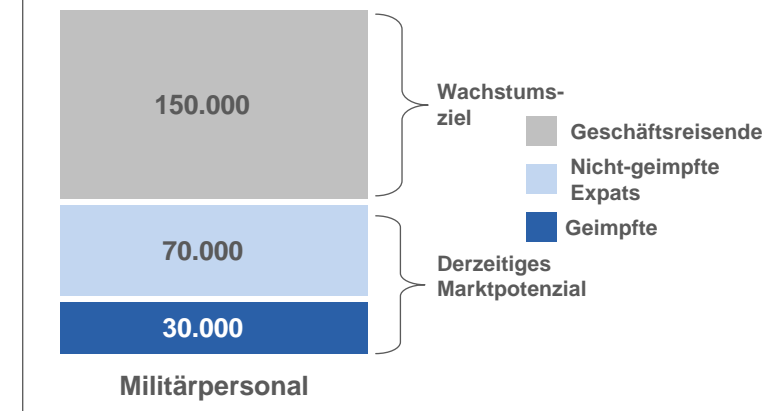 150.000
Wachstums-
ziel
Geschäftsreisende
Nicht-geimpfte
Expats
Geimpfte
70.000
Derzeitiges
Marktpotenzial
30.000
Militärpersonal